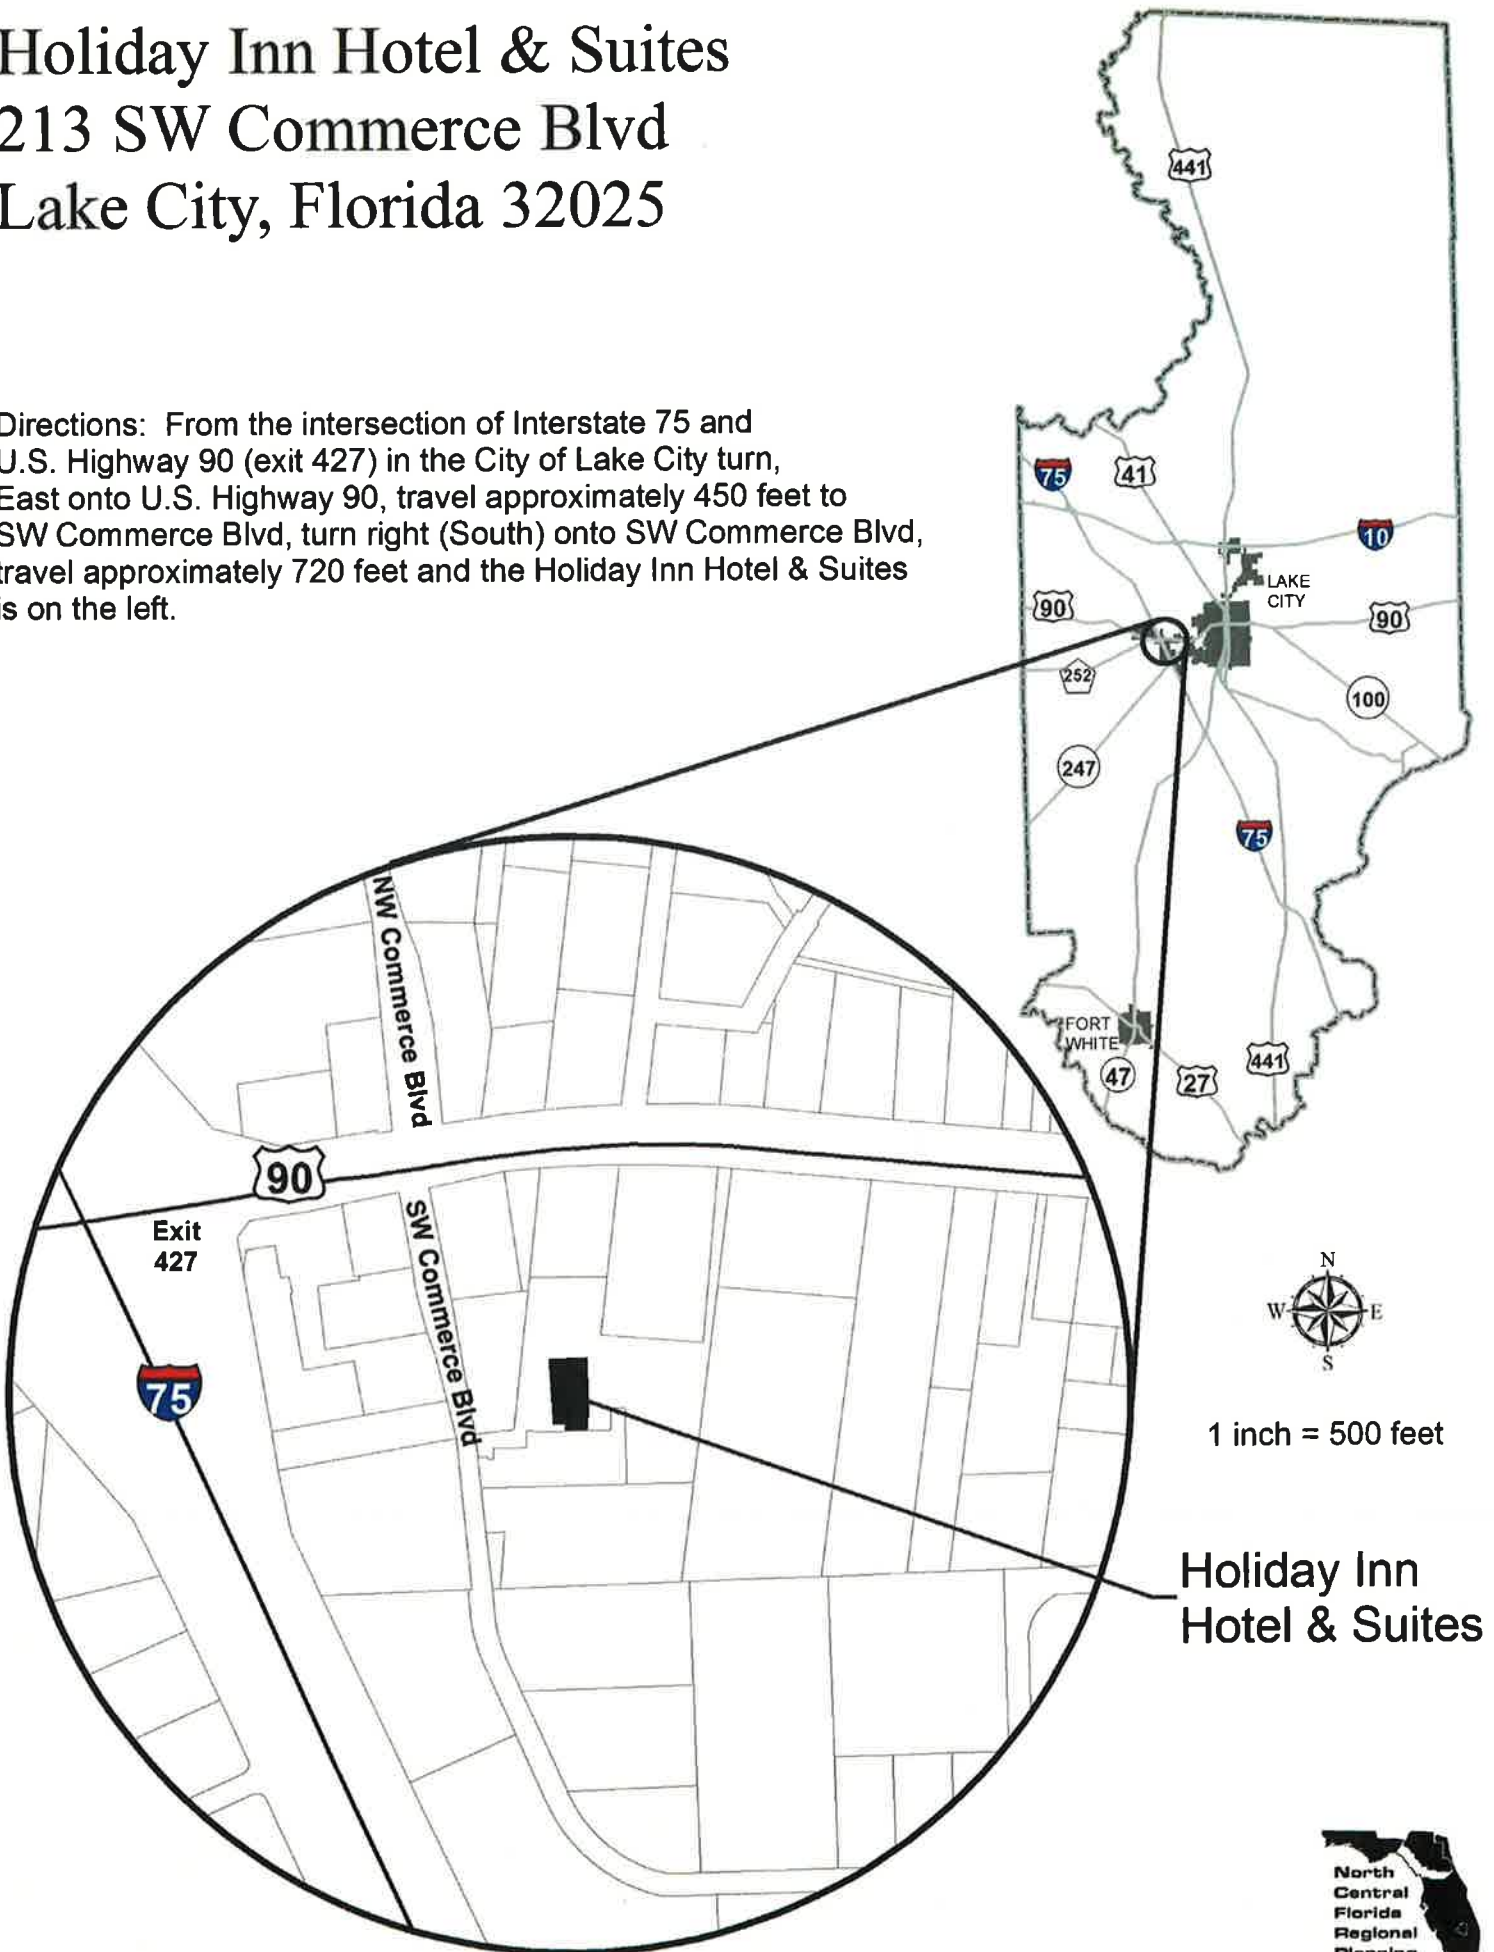 Holiday Inn Hotel & Suites
213 SW Commerce Blvd
Lake City, Florida 32025
Directions: From the intersection of Interstate 75 and
U.S. Highway 90 (exit 427) in the City of Lake City turn,
East onto U.S. Highway 90, travel approximately 450 feet to
SW Commerce Blvd, turn right (South) onto SW Commerce Blvd,
travel approximately 720 feet and the Holiday Inn Hotel & Suites
is on the left.
441
75
41
10
LAKE
CITY
90
90
252
100
247
75
FORT
WHITE
47
27
441
NW Commerce Blvd
90
Exit
427
SW Commerce Blvd
75
N
W
E
S
1 inch = 500 feet
Holiday Inn
Hotel & Suites
North
Central
Florida
Regional
Planning